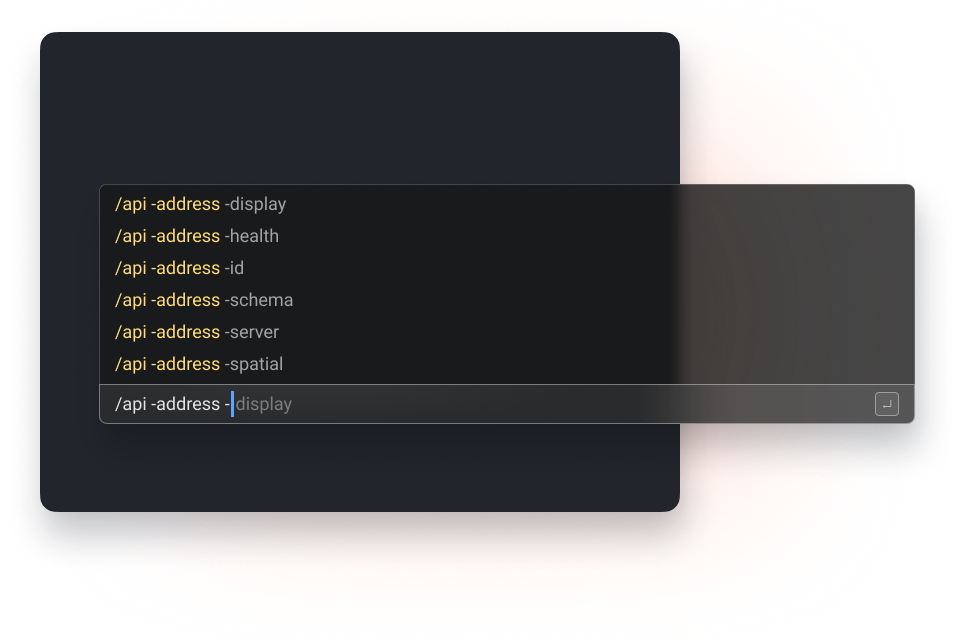 /api -address -display
/api -address -health
/api -address -id
/api -address -schema
/api -address -server
/api -address -spatial
/api -address -display